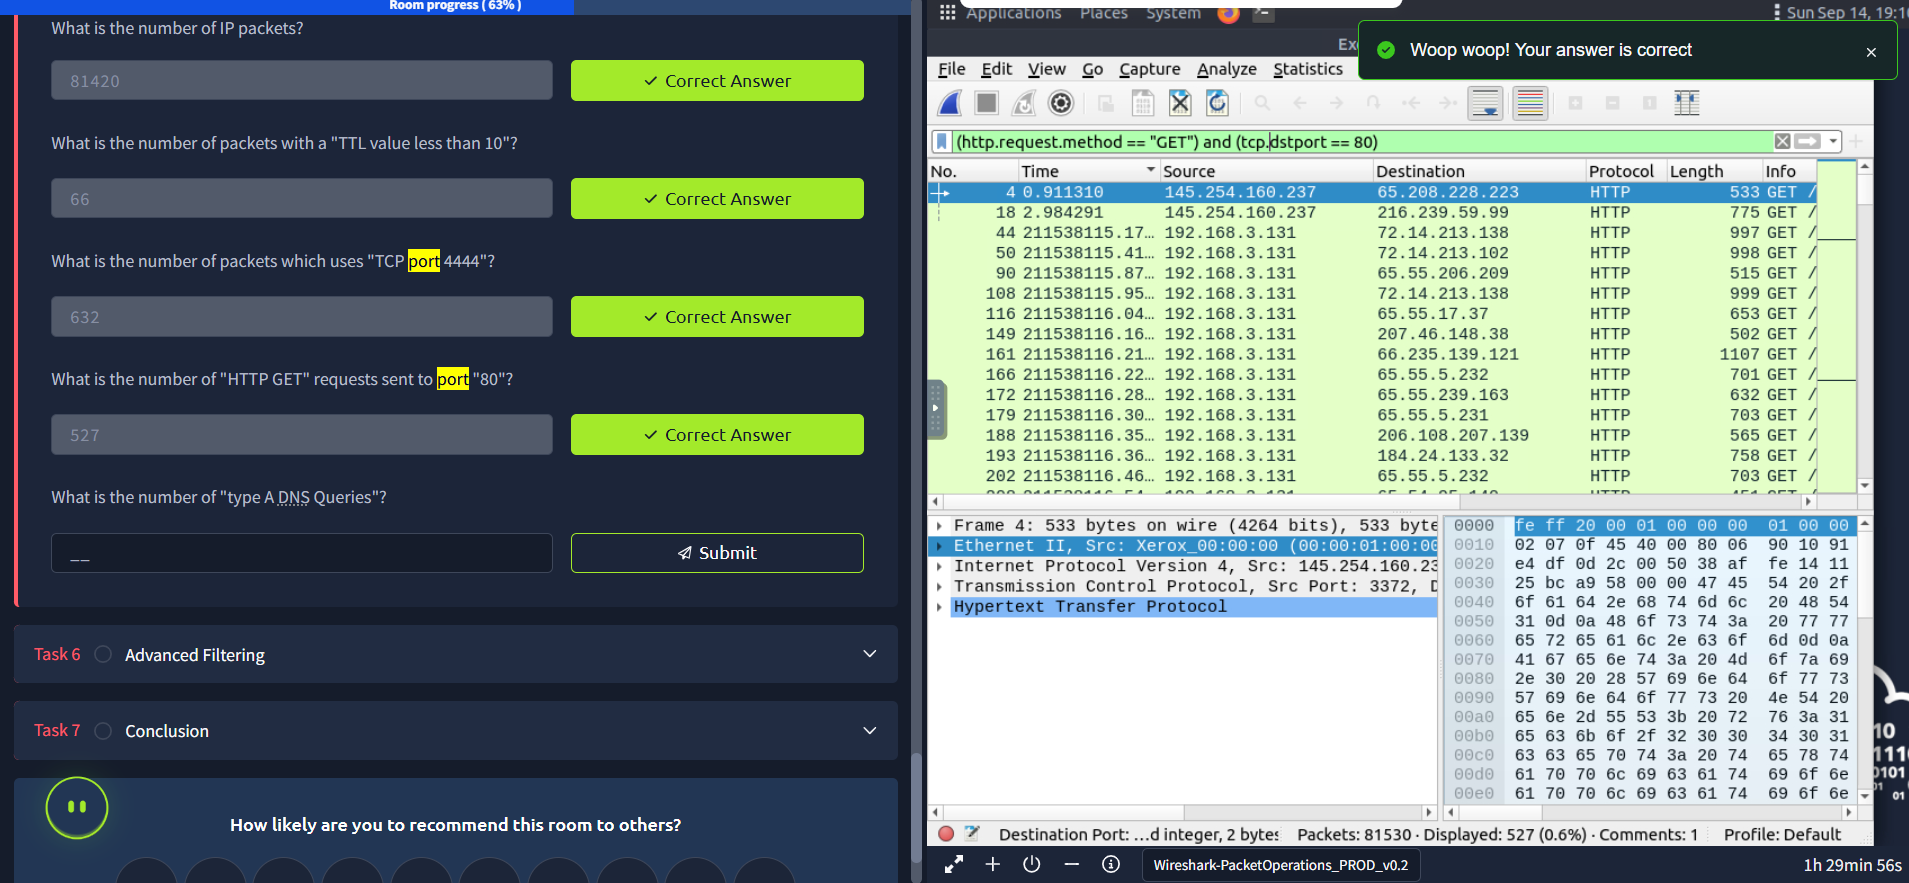 Room progress ( 63% )
What is the number of IP packets?
81420
✓ Correct Answer
What is the number of packets with a "TTL value less than 10"?
66
✓ Correct Answer
What is the number of packets which uses "TCP port 4444"?
632
✓ Correct Answer
What is the number of "HTTP GET" requests sent to port "80"?
527
✓ Correct Answer
What is the number of "type A DNS Queries"?
__
Submit
Task 6 Advanced Filtering
Task 7 Conclusion
How likely are you to recommend this room to others?
Applications Places System
Sun Sep 14, 19:1
Woop woop! Your answer is correct ×
File Edit View Go Capture Analyze Statistics
(http.request.method == "GET") and (tcp.dstport == 80)
No. Time Source Destination Protocol Length Info
4 0.911310 145.254.160.237 65.208.228.223 HTTP 533 GET /
18 2.984291 145.254.160.237 216.239.59.99 HTTP 775 GET /
44 211538115.17… 192.168.3.131 72.14.213.138 HTTP 997 GET /
50 211538115.41… 192.168.3.131 72.14.213.102 HTTP 998 GET /
90 211538115.87… 192.168.3.131 65.55.206.209 HTTP 515 GET /
108 211538115.95… 192.168.3.131 72.14.213.138 HTTP 999 GET /
116 211538116.04… 192.168.3.131 65.55.17.37 HTTP 653 GET /
149 211538116.16… 192.168.3.131 207.46.148.38 HTTP 502 GET /
161 211538116.21… 192.168.3.131 66.235.139.121 HTTP 1107 GET /
166 211538116.22… 192.168.3.131 65.55.5.232 HTTP 701 GET /
172 211538116.28… 192.168.3.131 65.55.239.163 HTTP 632 GET /
179 211538116.30… 192.168.3.131 65.55.5.231 HTTP 703 GET /
188 211538116.35… 192.168.3.131 206.108.207.139 HTTP 565 GET /
193 211538116.36… 192.168.3.131 184.24.133.32 HTTP 758 GET /
202 211538116.46… 192.168.3.131 65.55.5.232 HTTP 703 GET /
Frame 4: 533 bytes on wire (4264 bits), 533 byte
Ethernet II, Src: Xerox_00:00:00 (00:00:01:00:00
Internet Protocol Version 4, Src: 145.254.160.23
Transmission Control Protocol, Src Port: 3372, D
Hypertext Transfer Protocol
0000 fe ff 20 00 01 00 00 00 01 00 00
0010 02 07 0f 45 40 00 80 06 90 10 91
0020 e4 df 0d 2c 00 50 38 af fe 14 11
0030 25 bc a9 58 00 00 47 45 54 20 2f
0040 6f 61 64 2e 68 74 6d 6c 20 48 54
0050 31 0d 0a 48 6f 73 74 3a 20 77 77
0060 65 72 65 61 6c 2e 63 6f 6d 0d 0a
0070 41 67 65 6e 74 3a 20 4d 6f 7a 69
0080 2e 30 20 28 57 69 6e 64 6f 77 73
0090 57 69 6e 64 6f 77 73 20 4e 54 20
00a0 65 6e 2d 55 53 3b 20 72 76 3a 31
00b0 65 63 6b 6f 2f 32 30 30 34 30 31
00c0 63 63 65 70 74 3a 20 74 65 78 74
00d0 61 70 70 6c 69 63 61 74 69 6f 6e
00e0 61 70 70 6c 69 63 61 74 69 6f 6e
Destination Port: …d integer, 2 bytes Packets: 81530 · Displayed: 527 (0.6%) · Comments: 1 Profile: Default
Wireshark-PacketOperations_PROD_v0.2
1h 29min 56s